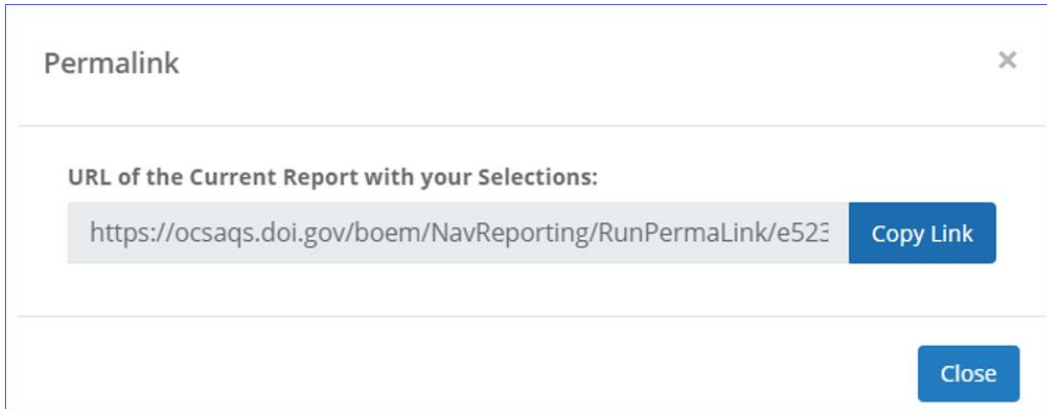 Permalink ×
URL of the Current Report with your Selections:
https://ocsaqs.doi.gov/boem/NavReporting/RunPermaLink/e523 Copy Link
Close